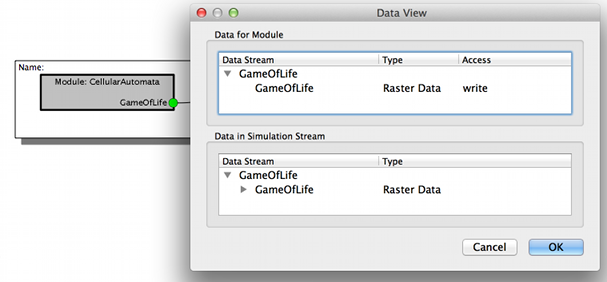 Data View
Name:
Module: CellularAutomata
GameOfLife
Data for Module
Data Stream Type Access
GameOfLife
GameOfLife Raster Data write
Data in Simulation Stream
Data Stream Type
GameOfLife
GameOfLife Raster Data
Cancel OK